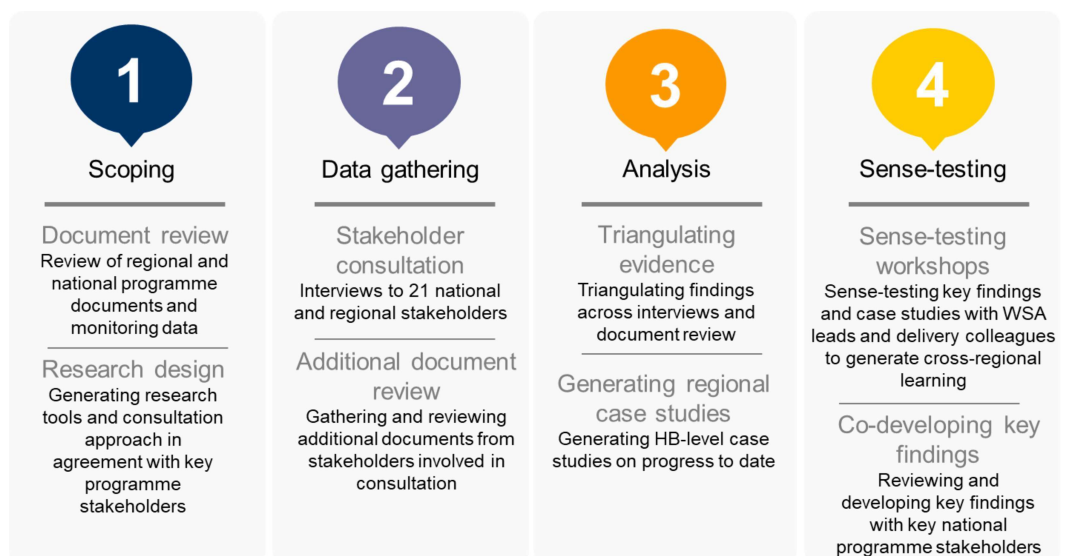 1
Scoping
Document review
Review of regional and
national programme
documents and
monitoring data
Research design
Generating research
tools and consultation
approach in
agreement with key
programme
stakeholders
2
Data gathering
Stakeholder
consultation
Interviews to 21 national
and regional stakeholders
Additional document
review
Gathering and reviewing
additional documents from
stakeholders involved in
consultation
3
Analysis
Triangulating
evidence
Triangulating findings
across interviews and
document review
Generating regional
case studies
Generating HB-level case
studies on progress to date
4
Sense-testing
Sense-testing
workshops
Sense-testing key findings
and case studies with WSA
leads and delivery colleagues
to generate cross-regional
learning
Co-developing key
findings
Reviewing and
developing key findings
with key national
programme stakeholders